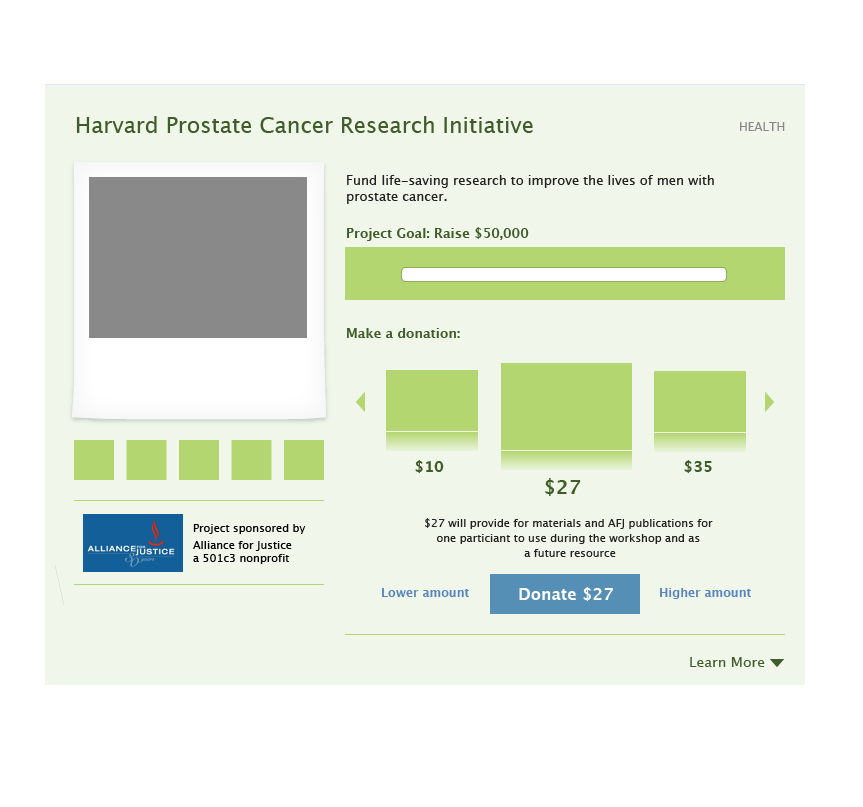 Harvard Prostate Cancer Research Initiative
HEALTH
Fund life-saving research to improve the lives of men with
prostate cancer.
Project Goal: Raise $50,000
Make a donation:
$10
$27
$35
$27 will provide for materials and AFJ publications for
one particiant to use during the workshop and as
a future resource
Lower amount
Donate $27
Higher amount
Learn More
ALLIANCE FOR JUSTICE
Project sponsored by
Alliance for Justice
a 501c3 nonprofit